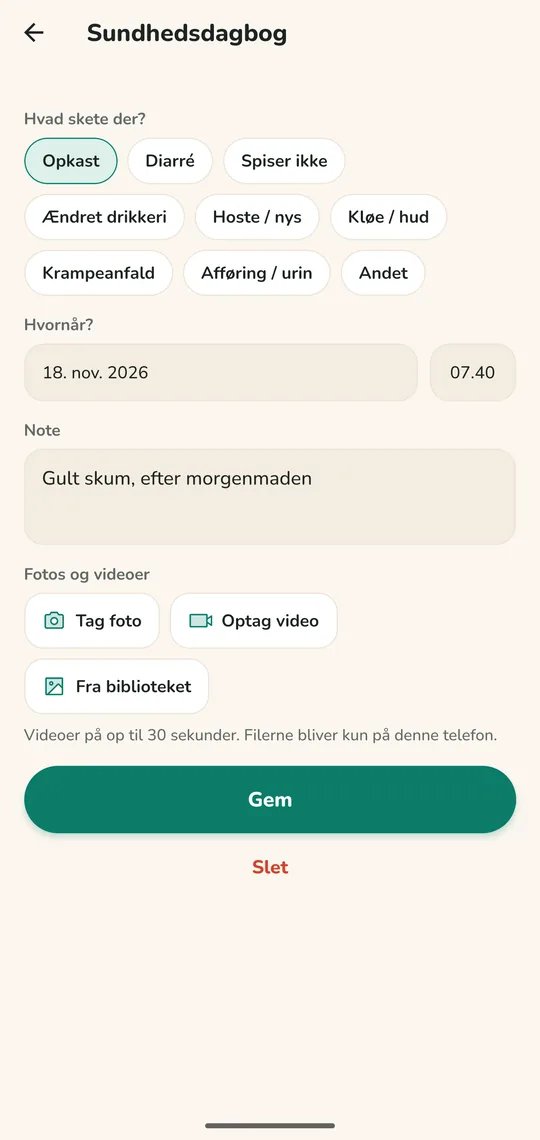 Sundhedsdagbog
Hvad skete der?
Opkast
Diarré
Spiser ikke
Ændret drikkeri
Hoste / nys
Kløe / hud
Krampeanfald
Afføring / urin
Andet
Hvornår?
18. nov. 2026
07.40
Note
Gult skum, efter morgenmaden
Fotos og videoer
Tag foto
Optag video
Fra biblioteket
Videoer på op til 30 sekunder. Filerne bliver kun på denne telefon.
Gem
Slet